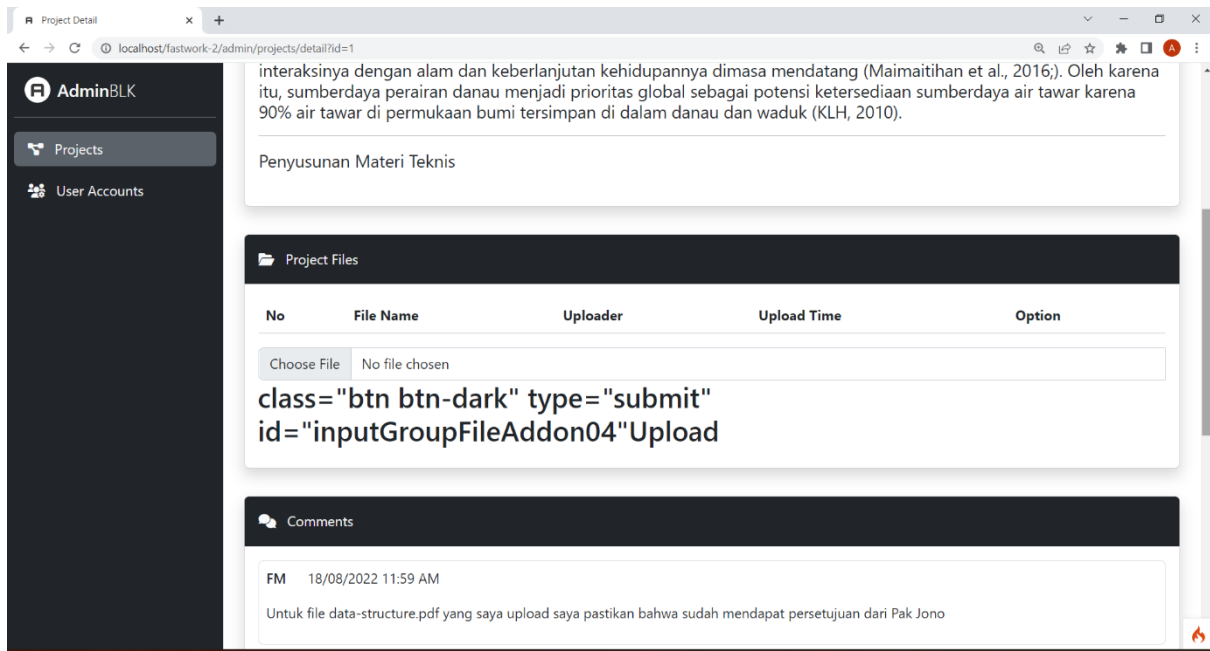 Project Detail
localhost/fastwork-2/admin/projects/detail?id=1
A
AdminBLK
Projects
User Accounts
interaksinya dengan alam dan keberlanjutan kehidupannya dimasa mendatang (Maimaitihan et al., 2016;). Oleh karena
itu, sumberdaya perairan danau menjadi prioritas global sebagai potensi ketersediaan sumberdaya air tawar karena
90% air tawar di permukaan bumi tersimpan di dalam danau dan waduk (KLH, 2010).
Penyusunan Materi Teknis
Project Files
No File Name Uploader Upload Time Option
Choose File No file chosen
class="btn btn-dark" type="submit"
id="inputGroupFileAddon04"Upload
Comments
FM 18/08/2022 11:59 AM
Untuk file data-structure.pdf yang saya upload saya pastikan bahwa sudah mendapat persetujuan dari Pak Jono